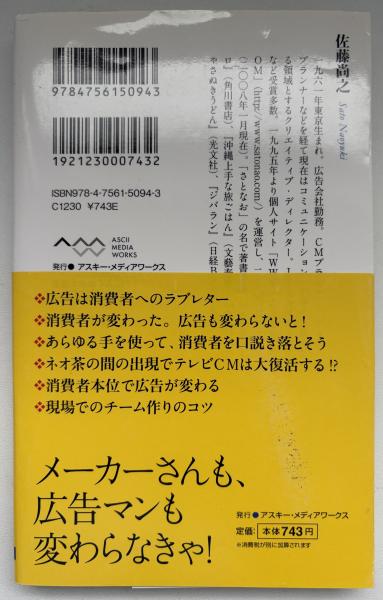 9784756150943
1921230007432
ISBN978-4-7561-5094-3
C1230 ¥743E
ASCII
MEDIA
WORKS
発行●アスキー・メディアワークス
佐藤尚之 Sato Naoyuki
一九六一年東京生まれ。広告会社勤務。CMプラ
プランナーなどを経て現在はコミュニケーション
る領域とするクリエイティブ・ディレクター。J
など受賞多数。一九九五年より個人サイト「WW
OM」(http://www.satonao.com/)を運営し、一
(二〇〇八年一月現在)。「さとなお」の名で著書
ロ』(角川書店)、『沖縄上手な旅ごはん』(文藝春
やさぬきうどん』(光文社)、『ジバラン』(日経B
❖広告は消費者へのラブレター
❖消費者が変わった。広告も変わらないと!
❖あらゆる手を使って、消費者を口説き落とそう
❖ネオ茶の間の出現でテレビCMは大復活する!?
❖消費者本位で広告が変わる
❖現場でのチーム作りのコツ
メーカーさんも、
広告マンも
変わらなきゃ!
発行●アスキー・メディアワークス
定価:本体743円
※消費税が別に加算されます